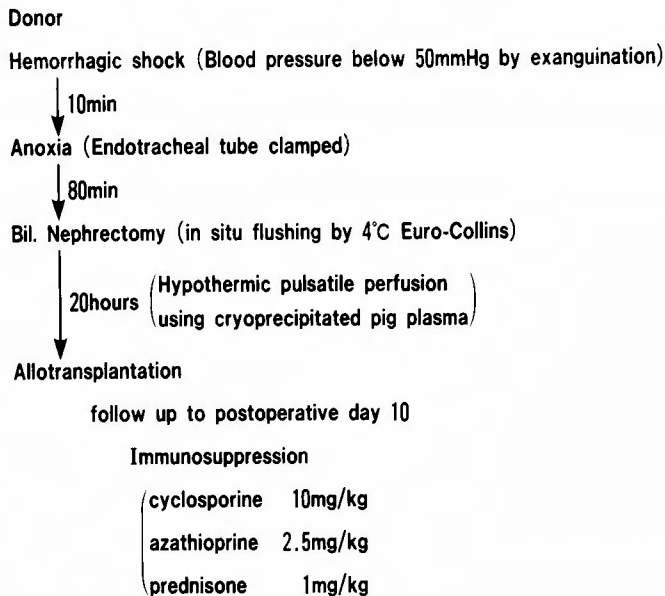 Donor
Hemorrhagic shock (Blood pressure below 50mmHg by exanguination)
10min
Anoxia (Endotracheal tube clamped)
80min
Bil. Nephrectomy (in situ flushing by 4℃ Euro-Collins)
20hours (Hypothermic pulsatile perfusion
using cryoprecipitated pig plasma)
Allotransplantation
follow up to postoperative day 10
Immunosuppression
cyclosporine 10mg/kg
azathioprine 2.5mg/kg
prednisone 1mg/kg